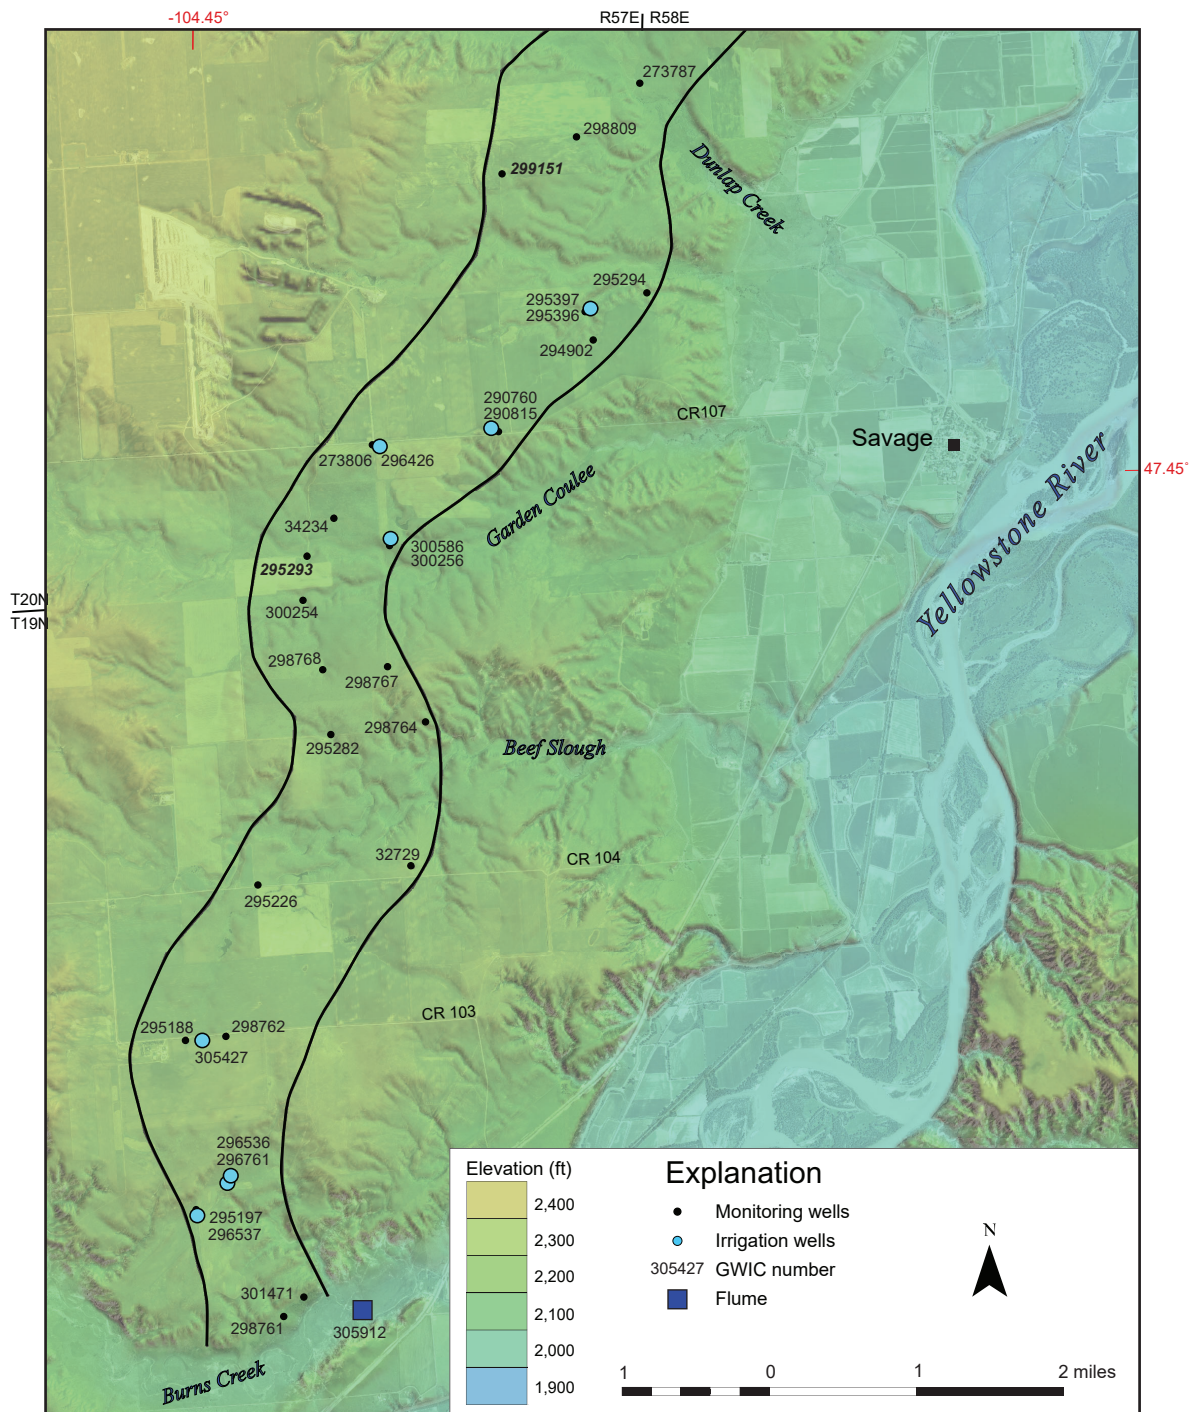 -104.45°
R57E R58E
273787
298809
299151
Dunlap Creek
295294
295397
295396
294902
290760
290815
CR107
Savage
273806 296426
47.45°
Garden Coulee
Yellowstone River
34234
300586
300256
295293
T20N
T19N
300254
298768
298767
298764
295282
Beef Slough
32729
CR 104
295226
CR 103
295188
298762
305427
296536
296761
295197
296537
301471
298761
305912
Burns Creek
Elevation (ft)
2,400
2,300
2,200
2,100
2,000
1,900
Explanation
Monitoring wells
Irrigation wells
305427 GWIC number
Flume
N
1 0 1 2 miles